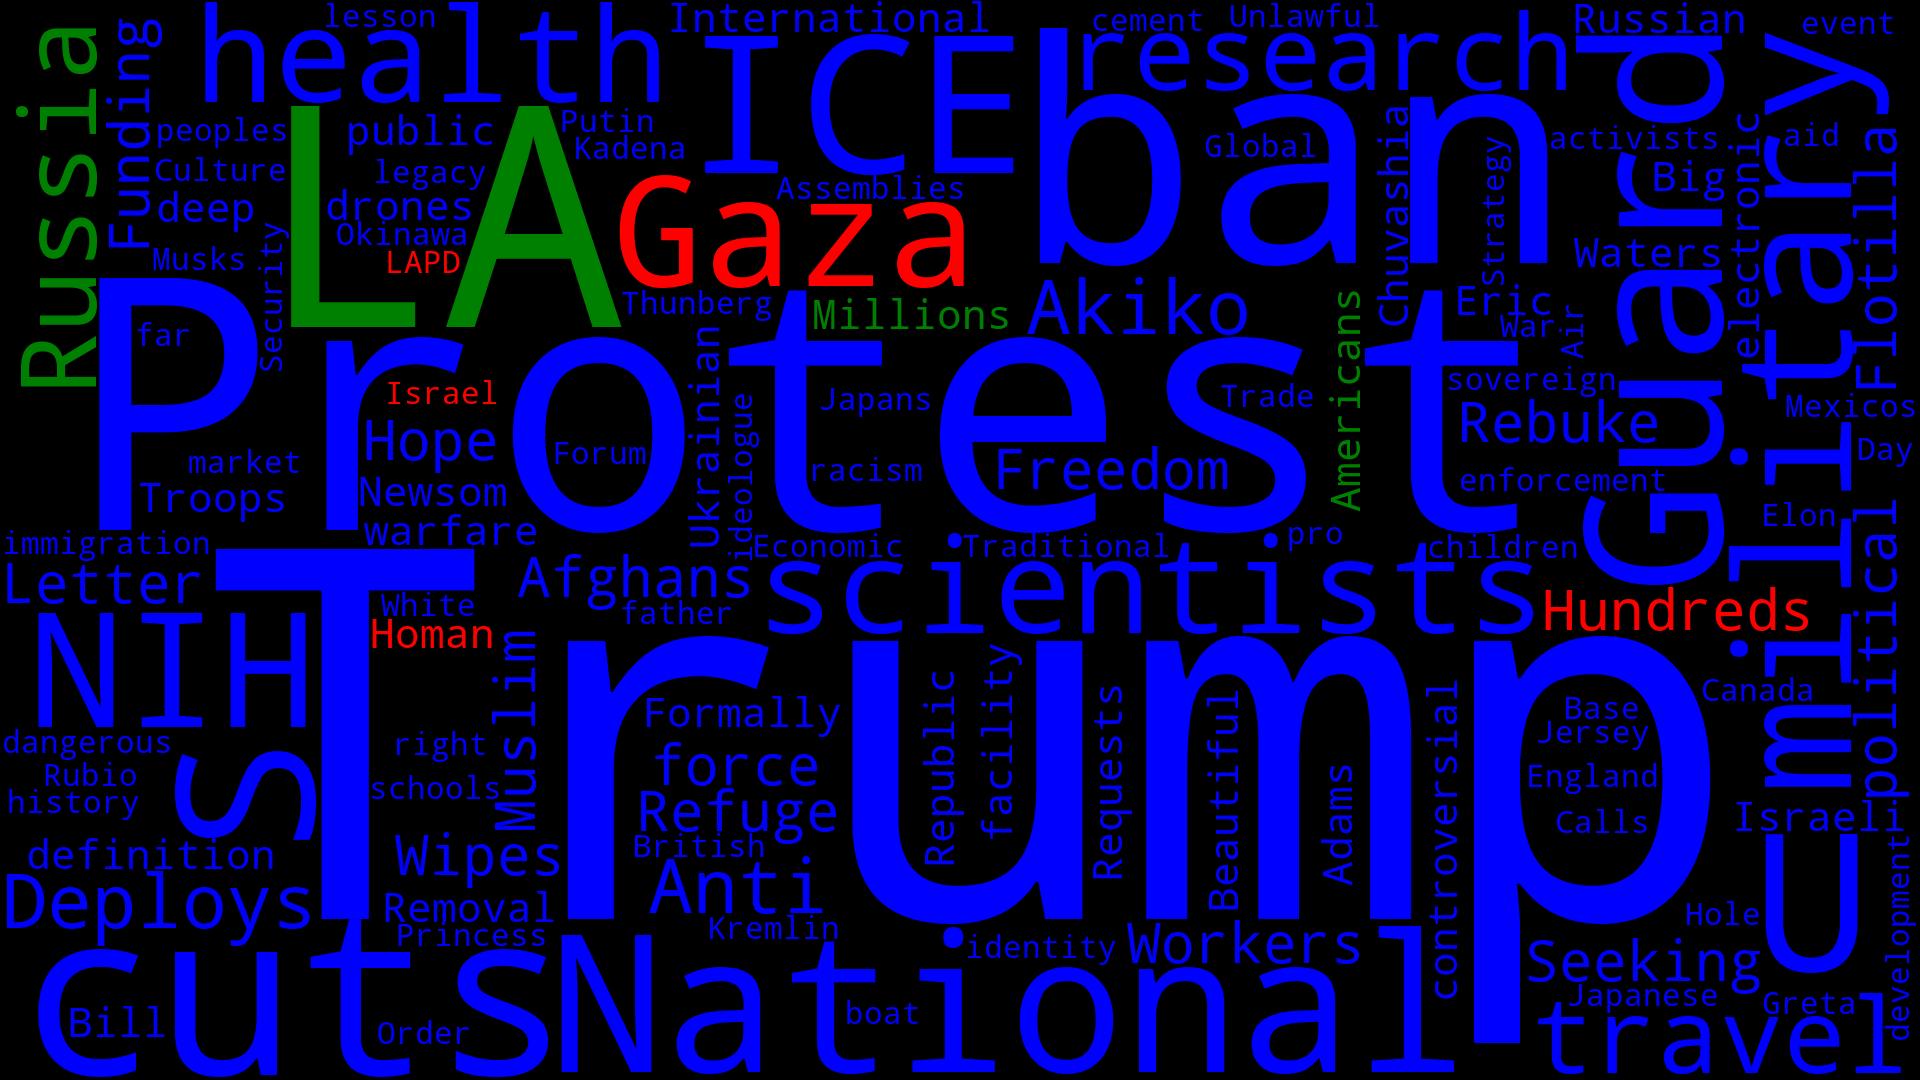 lesson
International
cement
Unlawful
Russian
event
Russia
Funding
health
ICE
ban
research
Guard
military
peoples
public
Putin
Kadena
Global
Chuvashia
Strategy
activists
electronic
aid
Flotilla
Culture
legacy
Assemblies
Big
deep
drones
LA
Gaza
Okinawa
LAPD
Musks
Security
Waters
Thunberg
Millions
Akiko
Americans
Eric
War
Air
far
Protest
Israel
Ukrainian
ideologue
Japans
Trade
sovereign
Rebuke
Mexicos
Hope
Forum
Day
market
racism
Freedom
enforcement
Troops
Newsom
warfare
Elon
immigration
Economic
Traditional
pro
children
Letter
Afghans
scientists
White
father
Hundreds
political
NIH
Homan
Muslim
Trump
Formally
Republic
facility
Requests
Beautiful
Adams
controversial
Canada
Base
Jersey
dangerous
right
Rubio
schools
force
England
history
S
Refuge
Calls
Israeli
British
definition
Wipes
U
development
Deploys
Anti
Removal
Princess
Kremlin
Hole
identity
Workers
Seeking
cuts
National
Japanese
Greta
Bill
Order
boat
travel